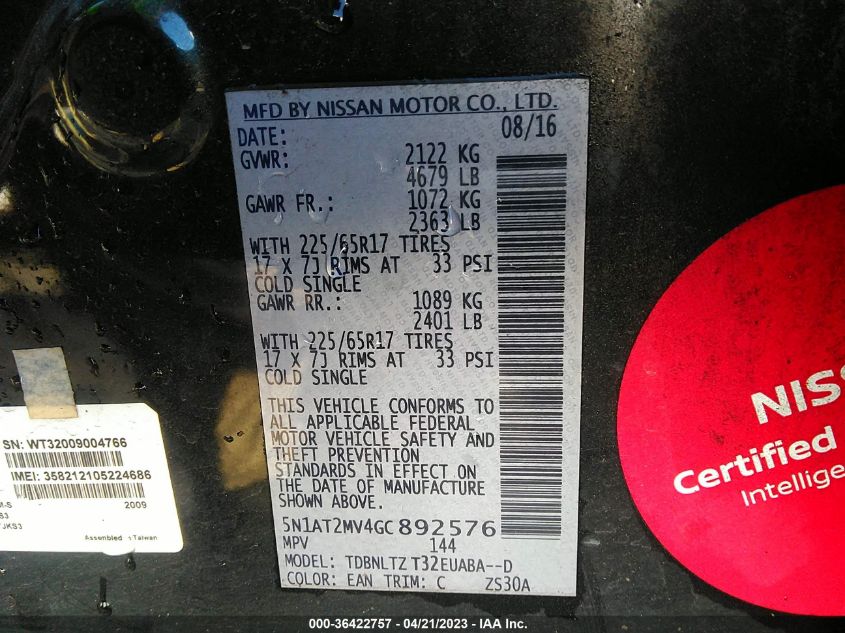 MFD BY NISSAN MOTOR CO., LTD.
DATE: 08/16
GVWR: 2122 KG
4679 LB
GAWR FR.: 1072 KG
2363 LB
WITH 225/65R17 TIRES
17 X 7J RIMS AT 33 PSI
COLD SINGLE
GAWR RR.: 1089 KG
2401 LB
WITH 225/65R17 TIRES
17 X 7J RIMS AT 33 PSI
COLD SINGLE
THIS VEHICLE CONFORMS TO
ALL APPLICABLE FEDERAL
MOTOR VEHICLE SAFETY AND
THEFT PREVENTION
STANDARDS IN EFFECT ON
THE DATE OF MANUFACTURE
SHOWN ABOVE.
5N1AT2MV4GC892576
MPV 144
MODEL: TDBNLTZ T32EUABA--D
COLOR: EAN TRIM: C ZS30A
SN: WT32009004766
IMEI: 358212105224686
M-S 2009
S3
JKS3
Assembled in Taiwan
NISS
Certified
Intellige
000-36422757 - 04/21/2023 - IAA Inc.